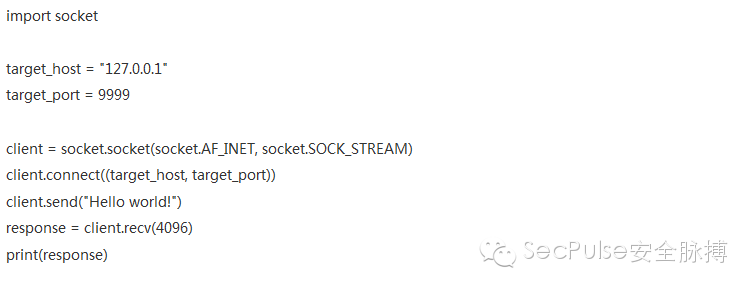 import socket
target_host = "127.0.0.1"
target_port = 9999
client = socket.socket(socket.AF_INET, socket.SOCK_STREAM)
client.connect((target_host, target_port))
client.send("Hello world!")
response = client.recv(4096)
print(response)
SecPulse安全脉搏